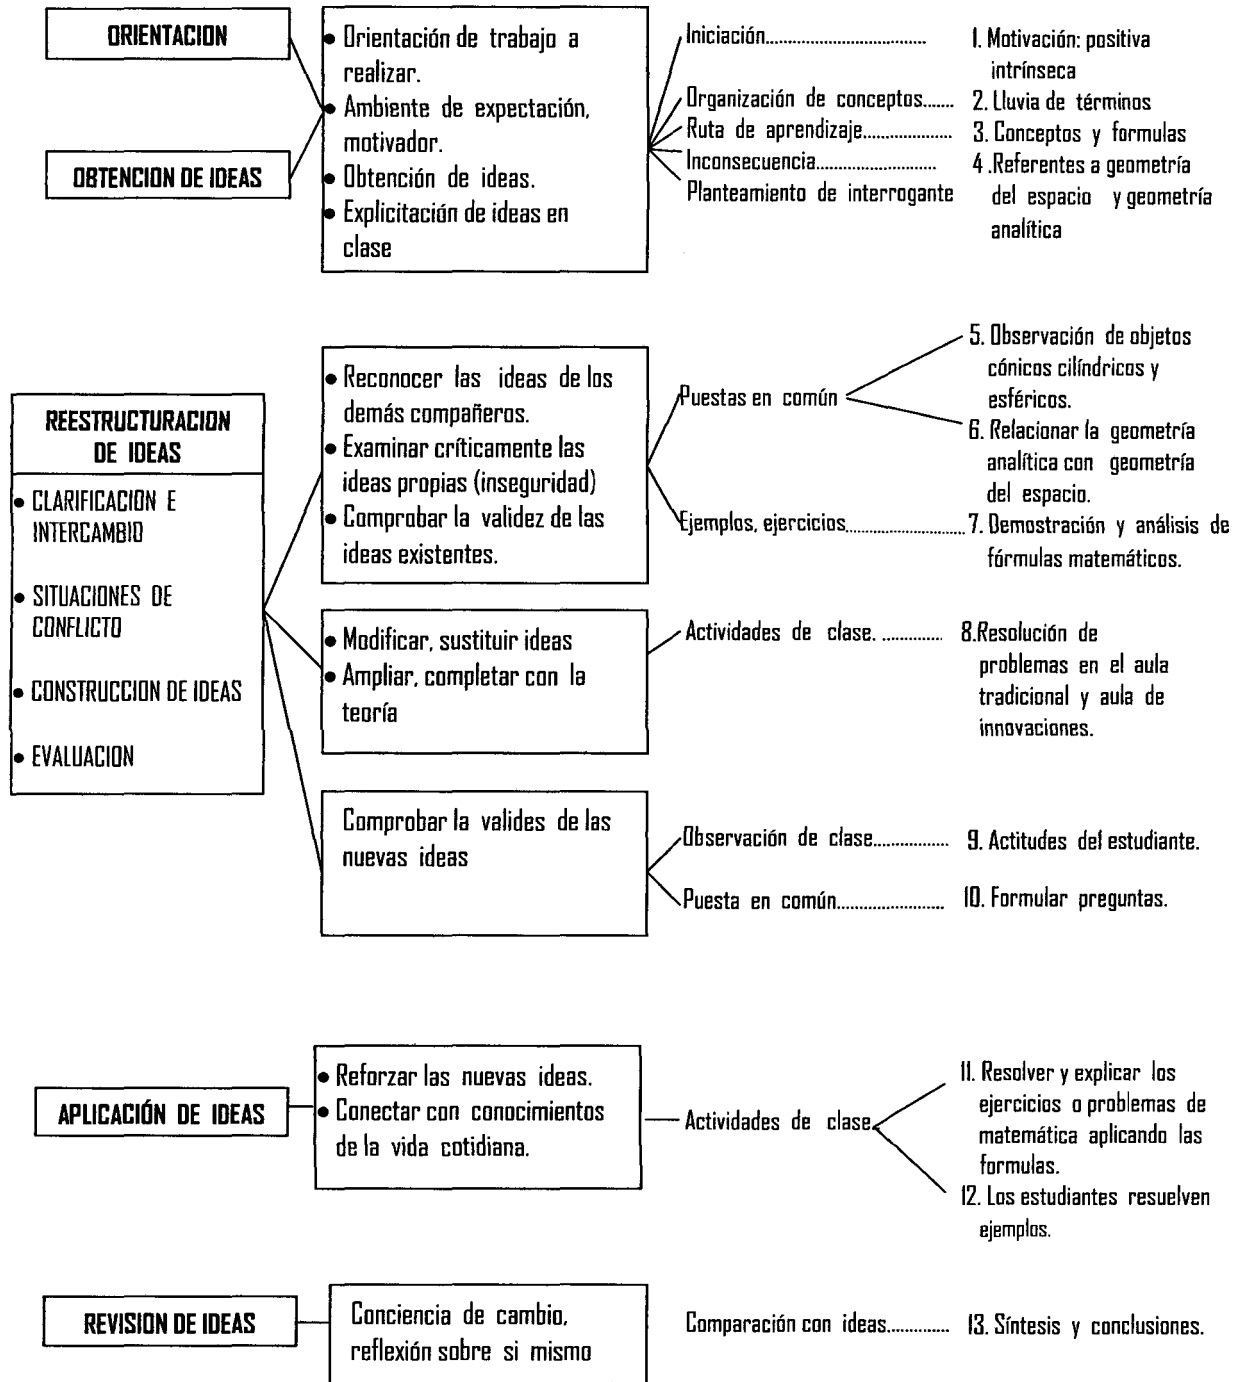 ORIENTACION
OBTENCION DE IDEAS
• Orientación de trabajo a
realizar.
• Ambiente de expectación,
motivador.
• Obtención de ideas.
• Explicitación de ideas en
clase
Iniciación................................
Organización de conceptos.......
Ruta de aprendizaje....................
Inconsecuencia..........................
Planteamiento de interrogante
1. Motivación: positiva
intrínseca
2. Lluvia de términos
3. Conceptos y formulas
4 .Referentes a geometría
del espacio y geometría
analítica
REESTRUCTURACION
DE IDEAS
• CLARIFICACION E
INTERCAMBIO
• SITUACIONES DE
CONFLICTO
• CONSTRUCCION DE IDEAS
• EVALUACION
• Reconocer las ideas de los
demás compañeros.
• Examinar críticamente las
ideas propias (inseguridad)
• Comprobar la validez de las
ideas existentes.
Puestas en común
Ejemplos, ejercicios........................
5. Observación de objetos
cónicos cilíndricos y
esféricos.
6. Relacionar la geometría
analítica con geometría
del espacio.
7. Demostración y análisis de
fórmulas matemáticos.
• Modificar, sustituir ideas
• Ampliar, completar con la
teoría
Actividades de clase. .............
8.Resolución de
problemas en el aula
tradicional y aula de
innovaciones.
Comprobar la valides de las
nuevas ideas
Observación de clase................
Puesta en común.......................
9. Actitudes del estudiante.
10. Formular preguntas.
APLICACIÓN DE IDEAS
• Reforzar las nuevas ideas.
• Conectar con conocimientos
de la vida cotidiana.
Actividades de clase
11. Resolver y explicar los
ejercicios o problemas de
matemática aplicando las
formulas.
12. Los estudiantes resuelven
ejemplos.
REVISION DE IDEAS
Conciencia de cambio,
reflexión sobre si mismo
Comparación con ideas.............
13. Síntesis y conclusiones.